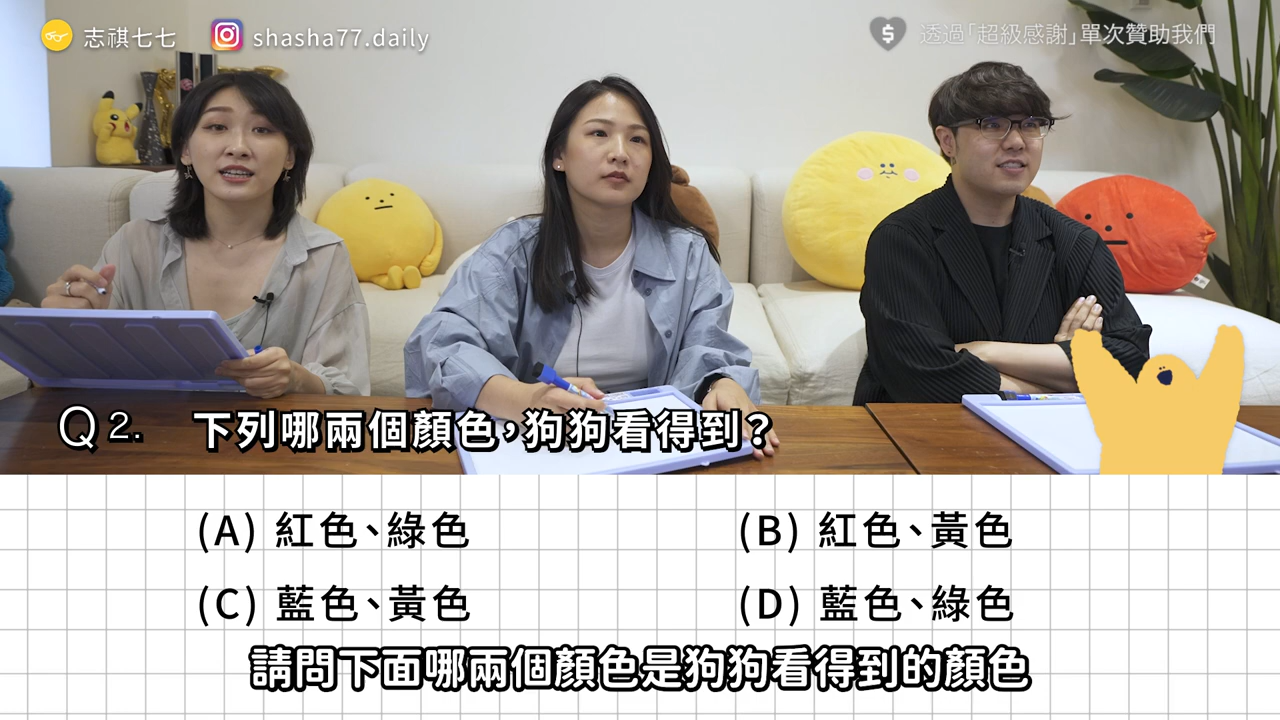 志祺七七
shasha77.daily
透過「超級感謝」單次贊助我們
Q2. 下列哪兩個顏色,狗狗看得到?
(A) 紅色、綠色
(B) 紅色、黃色
(C) 藍色、黃色
(D) 藍色、綠色
請問下面哪兩個顏色是狗狗看得到的顏色